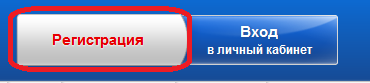 Регистрация
Вход
в личный кабинет